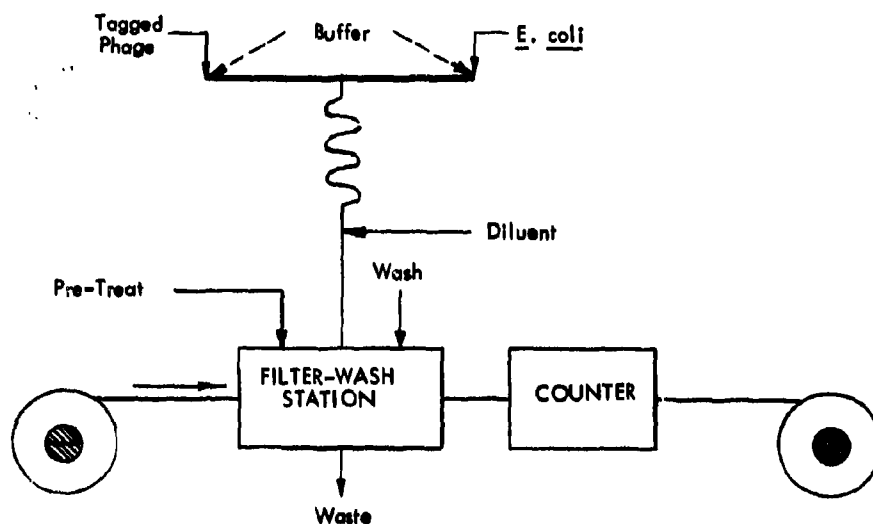 Tagged
Phage
Buffer
E. coli
Diluent
Wash
Pre-Treat
FILTER-WASH
STATION
COUNTER
Waste